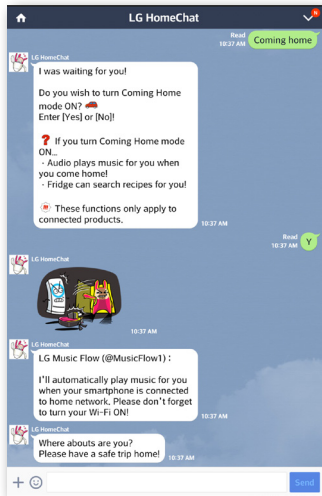 LG HomeChat
N
Read
10:37 AM
Coming home
LG HomeChat
I was waiting for you!
Do you wish to turn Coming Home
mode ON?
Enter [Yes] or [No]!
❓ If you turn Coming Home mode
ON...
· Audio plays music for you when
you come home!
· Fridge can search recipes for you!
These functions only apply to
connected products.
10:37 AM
Read
10:37 AM
Y
LG HomeChat
10:37 AM
LG HomeChat
LG Music Flow (@MusicFlow1) :
I'll automatically play music for you
when your smartphone is connected
to home network. Please don't forget
to turn your Wi-Fi ON!
10:37 AM
LG HomeChat
Where abouts are you?
Please have a safe trip home!
10:37 AM
Send